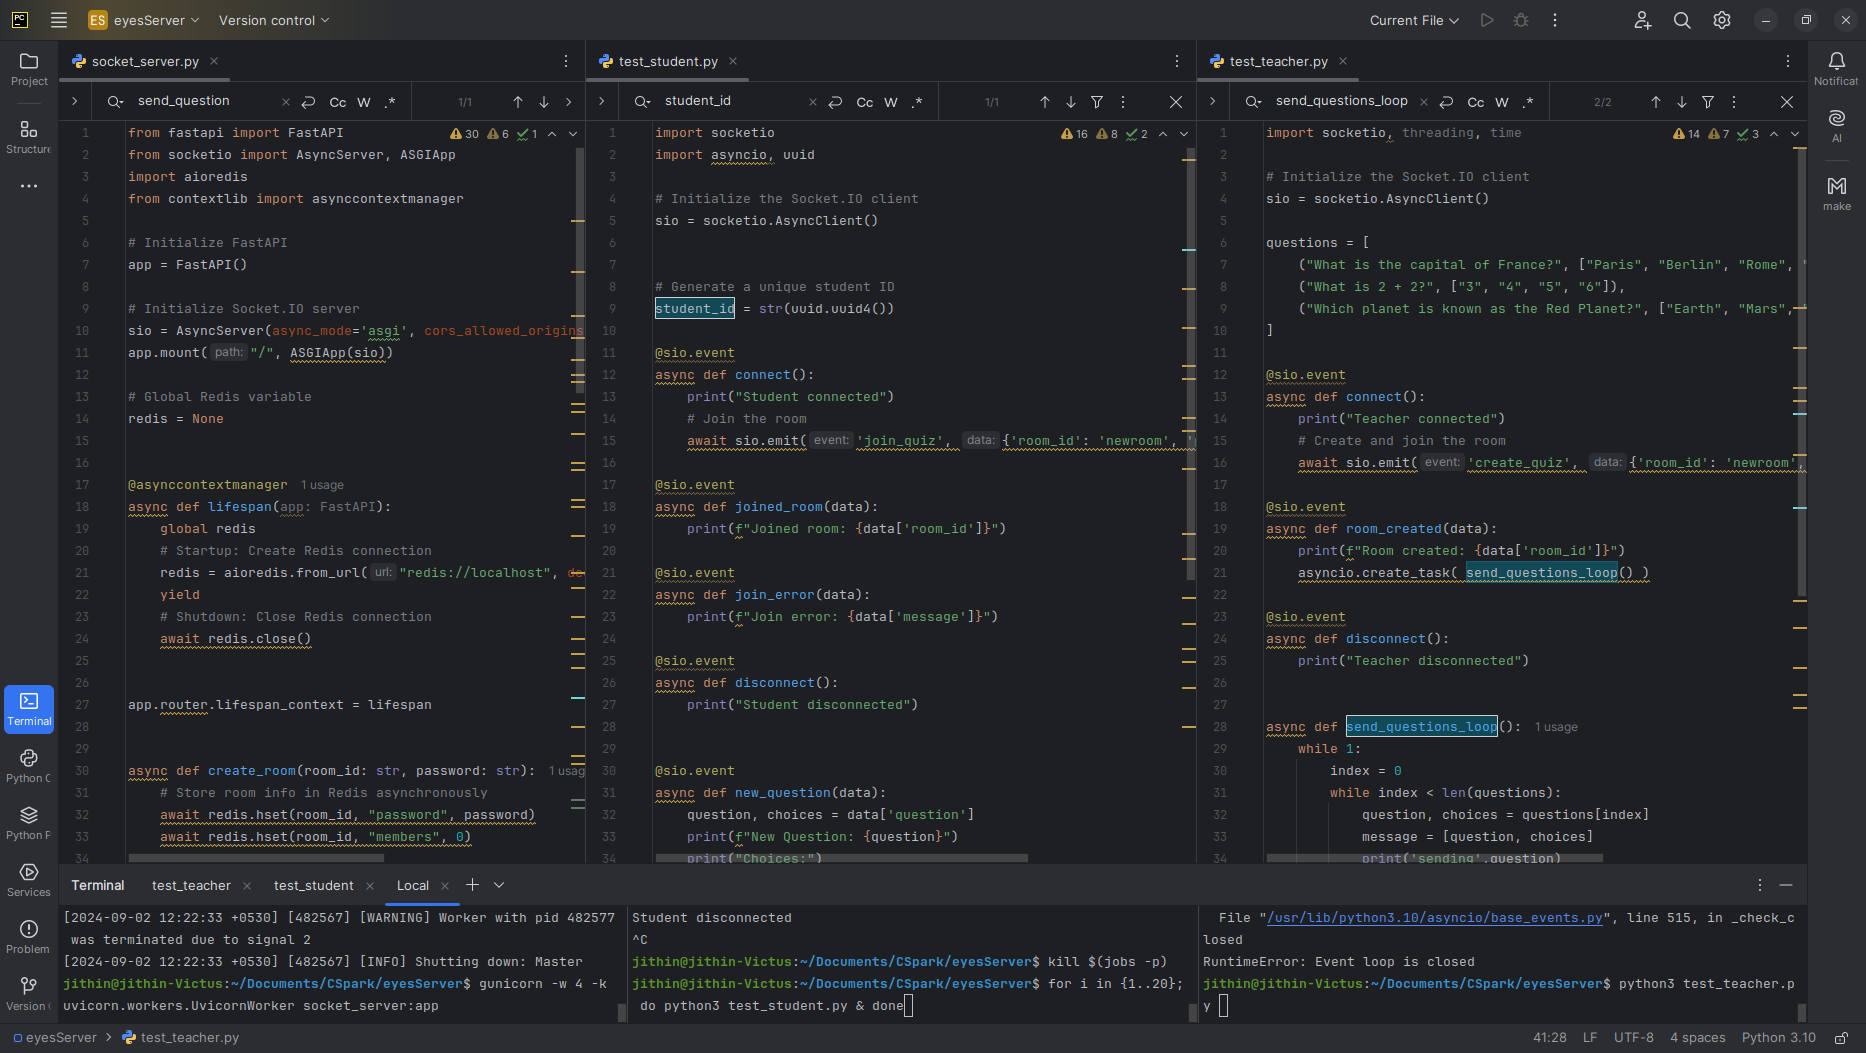 PC
ES eyesServer
Version control
Current File
Project
Structure
Terminal
Python C
Python P
Services
Problem
Version
socket_server.py
send_question
Cc W .*
1/1
30 6 1
1 from fastapi import FastAPI
2 from socketio import AsyncServer, ASGIApp
3 import aioredis
4 from contextlib import asynccontextmanager
5
6 # Initialize FastAPI
7 app = FastAPI()
8
9 # Initialize Socket.IO server
10 sio = AsyncServer(async_mode='asgi', cors_allowed_origins
11 app.mount( path: "/", ASGIApp(sio))
12
13 # Global Redis variable
14 redis = None
15
16
17 @asynccontextmanager 1 usage
18 async def lifespan(app: FastAPI):
19 global redis
20 # Startup: Create Redis connection
21 redis = aioredis.from_url( url: "redis://localhost", de
22 yield
23 # Shutdown: Close Redis connection
24 await redis.close()
25
26
27 app.router.lifespan_context = lifespan
28
29
30 async def create_room(room_id: str, password: str): 1 usag
31 # Store room info in Redis asynchronously
32 await redis.hset(room_id, "password", password)
33 await redis.hset(room_id, "members", 0)
34
test_student.py
student_id
Cc W .*
1/1
16 8 2
1 import socketio
2 import asyncio, uuid
3
4 # Initialize the Socket.IO client
5 sio = socketio.AsyncClient()
6
7
8 # Generate a unique student ID
9 student_id = str(uuid.uuid4())
10
11 @sio.event
12 async def connect():
13 print("Student connected")
14 # Join the room
15 await sio.emit( event: 'join_quiz', data: {'room_id': 'newroom', '
16
17 @sio.event
18 async def joined_room(data):
19 print(f"Joined room: {data['room_id']}")
20
21 @sio.event
22 async def join_error(data):
23 print(f"Join error: {data['message']}")
24
25 @sio.event
26 async def disconnect():
27 print("Student disconnected")
28
29
30 @sio.event
31 async def new_question(data):
32 question, choices = data['question']
33 print(f"New Question: {question}")
34 print("Choices:")
test_teacher.py
send_questions_loop
Cc W .*
2/2
14 7 3
1 import socketio, threading, time
2
3 # Initialize the Socket.IO client
4 sio = socketio.AsyncClient()
5
6 questions = [
7 ("What is the capital of France?", ["Paris", "Berlin", "Rome", "
8 ("What is 2 + 2?", ["3", "4", "5", "6"]),
9 ("Which planet is known as the Red Planet?", ["Earth", "Mars",
10 ]
11
12 @sio.event
13 async def connect():
14 print("Teacher connected")
15 # Create and join the room
16 await sio.emit( event: 'create_quiz', data: {'room_id': 'newroom',
17
18 @sio.event
19 async def room_created(data):
20 print(f"Room created: {data['room_id']}")
21 asyncio.create_task( send_questions_loop() )
22
23 @sio.event
24 async def disconnect():
25 print("Teacher disconnected")
26
27
28 async def send_questions_loop(): 1 usage
29 while 1:
30 index = 0
31 while index < len(questions):
32 question, choices = questions[index]
33 message = [question, choices]
34 print('sending',question)
Notificat
AI
make
Terminal test_teacher test_student Local
[2024-09-02 12:22:33 +0530] [482567] [WARNING] Worker with pid 482577
was terminated due to signal 2
[2024-09-02 12:22:33 +0530] [482567] [INFO] Shutting down: Master
jithin@jithin-Victus:~/Documents/CSpark/eyesServer$ gunicorn -w 4 -k
uvicorn.workers.UvicornWorker socket_server:app
Student disconnected
^C
jithin@jithin-Victus:~/Documents/CSpark/eyesServer$ kill $(jobs -p)
jithin@jithin-Victus:~/Documents/CSpark/eyesServer$ for i in {1..20};
do python3 test_student.py & done
File "/usr/lib/python3.10/asyncio/base_events.py", line 515, in _check_c
losed
RuntimeError: Event loop is closed
jithin@jithin-Victus:~/Documents/CSpark/eyesServer$ python3 test_teacher.p
y
eyesServer > test_teacher.py
41:28 LF UTF-8 4 spaces Python 3.10